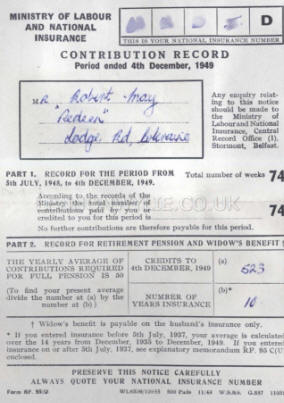 MINISTRY OF LABOUR
AND NATIONAL
INSURANCE
D
THIS IS YOUR NATIONAL INSURANCE NUMBER
CONTRIBUTION RECORD
Period ended 4th December, 1949
MR Robert May
Lodge Rd,
Any enquiry relat-
ing to this notice
should be made to
the Ministry of
Labour and National
Insurance, Central
Record Office (1),
Stormont, Belfast.
PART 1. RECORD FOR THE PERIOD FROM
5th JULY, 1948, to 4th DECEMBER, 1949.
Total number of weeks 74
According to the records of the
Ministry the total number of
contributions paid by you or
credited to you for this period is
74
No further contributions are therefore payable for this period.
.CO.UK
PART 2. RECORD FOR RETIREMENT PENSION AND WIDOW'S BENEFIT
THE YEARLY AVERAGE OF
CONTRIBUTIONS REQUIRED
FOR FULL PENSION IS 50
CREDITS TO
4th DECEMBER, 1949
(a)
523
(To find your present average
divide the number at (a) by the
number at (b) )
NUMBER OF
YEARS INSURANCE
(b)*
10
† Widow's benefit is payable on the husband's insurance only.
* If you entered insurance before 5th July, 1937, your average is calculated
over the 14 years from December, 1935 to December, 1949. If you entered
insurance on or after 5th July, 1937, see explanatory memorandum RF. 95 C(U)
enclosed.
PRESERVE THIS NOTICE CAREFULLY
ALWAYS QUOTE YOUR NATIONAL INSURANCE NUMBER